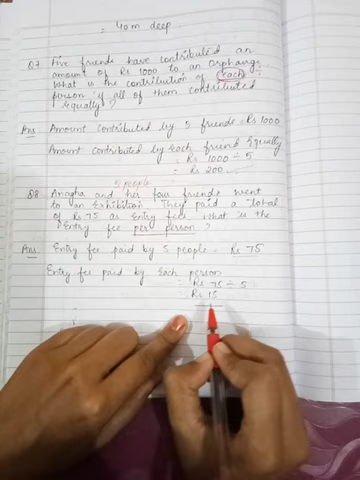 = 40 m deep
Q7 Five friends have contributed an
amount of Rs 1000 to an Orphange.
What is the contribution of each
person if all of them contributed
Equally?
Ans: Amount contributed by 5 friends = Rs 1000
Amount contributed by Each friend Equally
= Rs 1000 ÷ 5
= Rs 200
5 people
Q8 Anagha and her four friends went
to an Exhibition. They paid a total
of Rs 75 as Entry fees. What is the
Entry fee per person?
Ans: Entry fee paid by 5 people = Rs 75
Entry fee paid by Each person
= Rs 75 ÷ 5
Rs 15